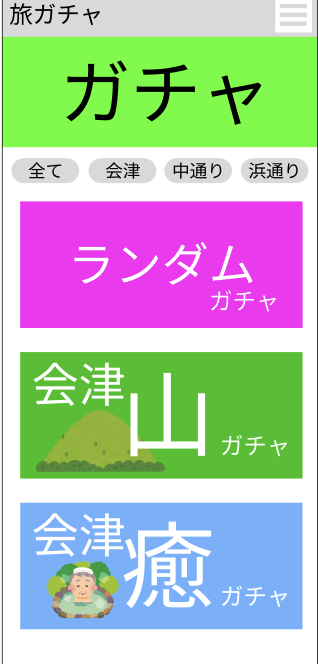 旅ガチャ
ガチャ
全て 会津 中通り 浜通り
ランダム
ガチャ
会津
山
ガチャ
会津
癒
ガチャ